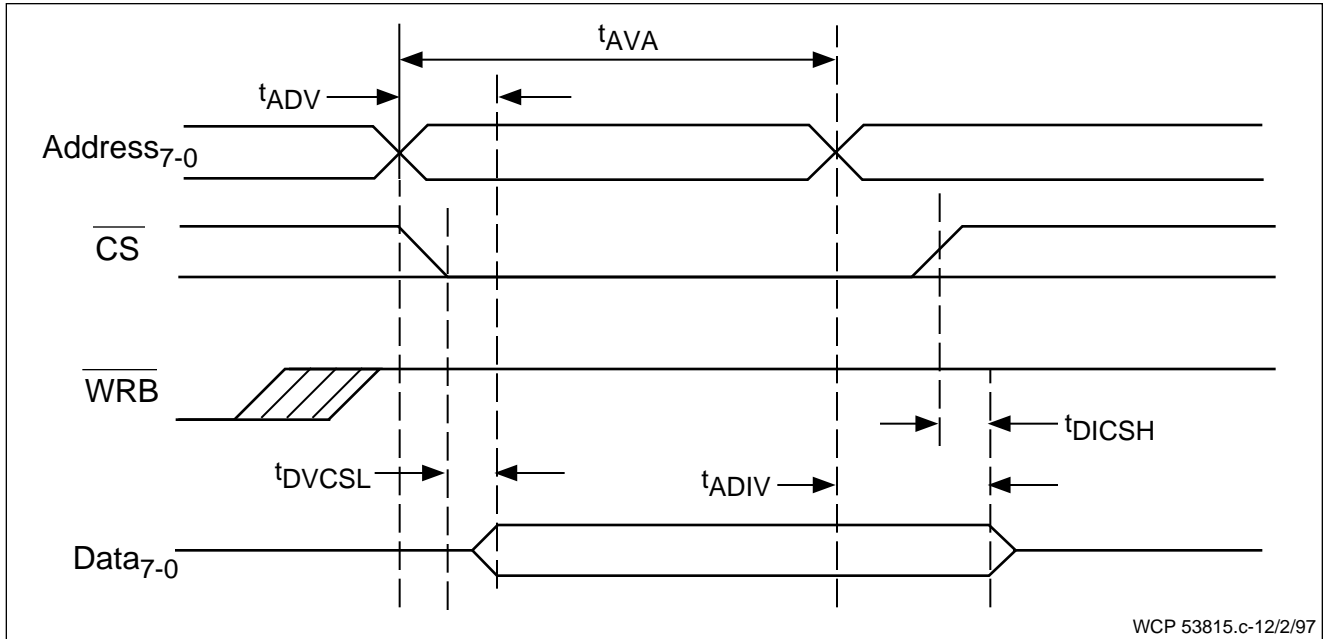 tAVA
tADV
Address7-0
CS
WRB
tDICSH
tDVCSL
tADIV
Data7-0
WCP 53815.c-12/2/97